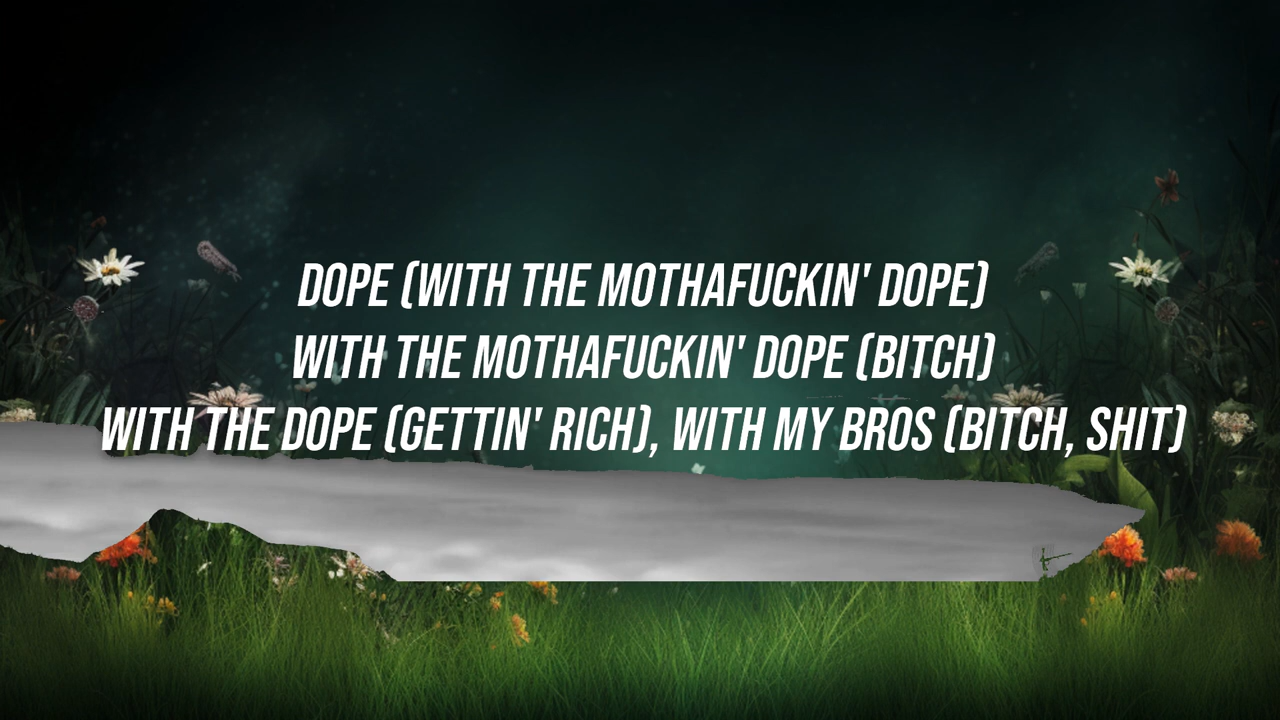 DOPE (WITH THE MOTHAFUCKIN' DOPE)
WITH THE MOTHAFUCKIN' DOPE (BITCH)
WITH THE DOPE (GETTIN' RICH), WITH MY BROS (BITCH, SHIT)